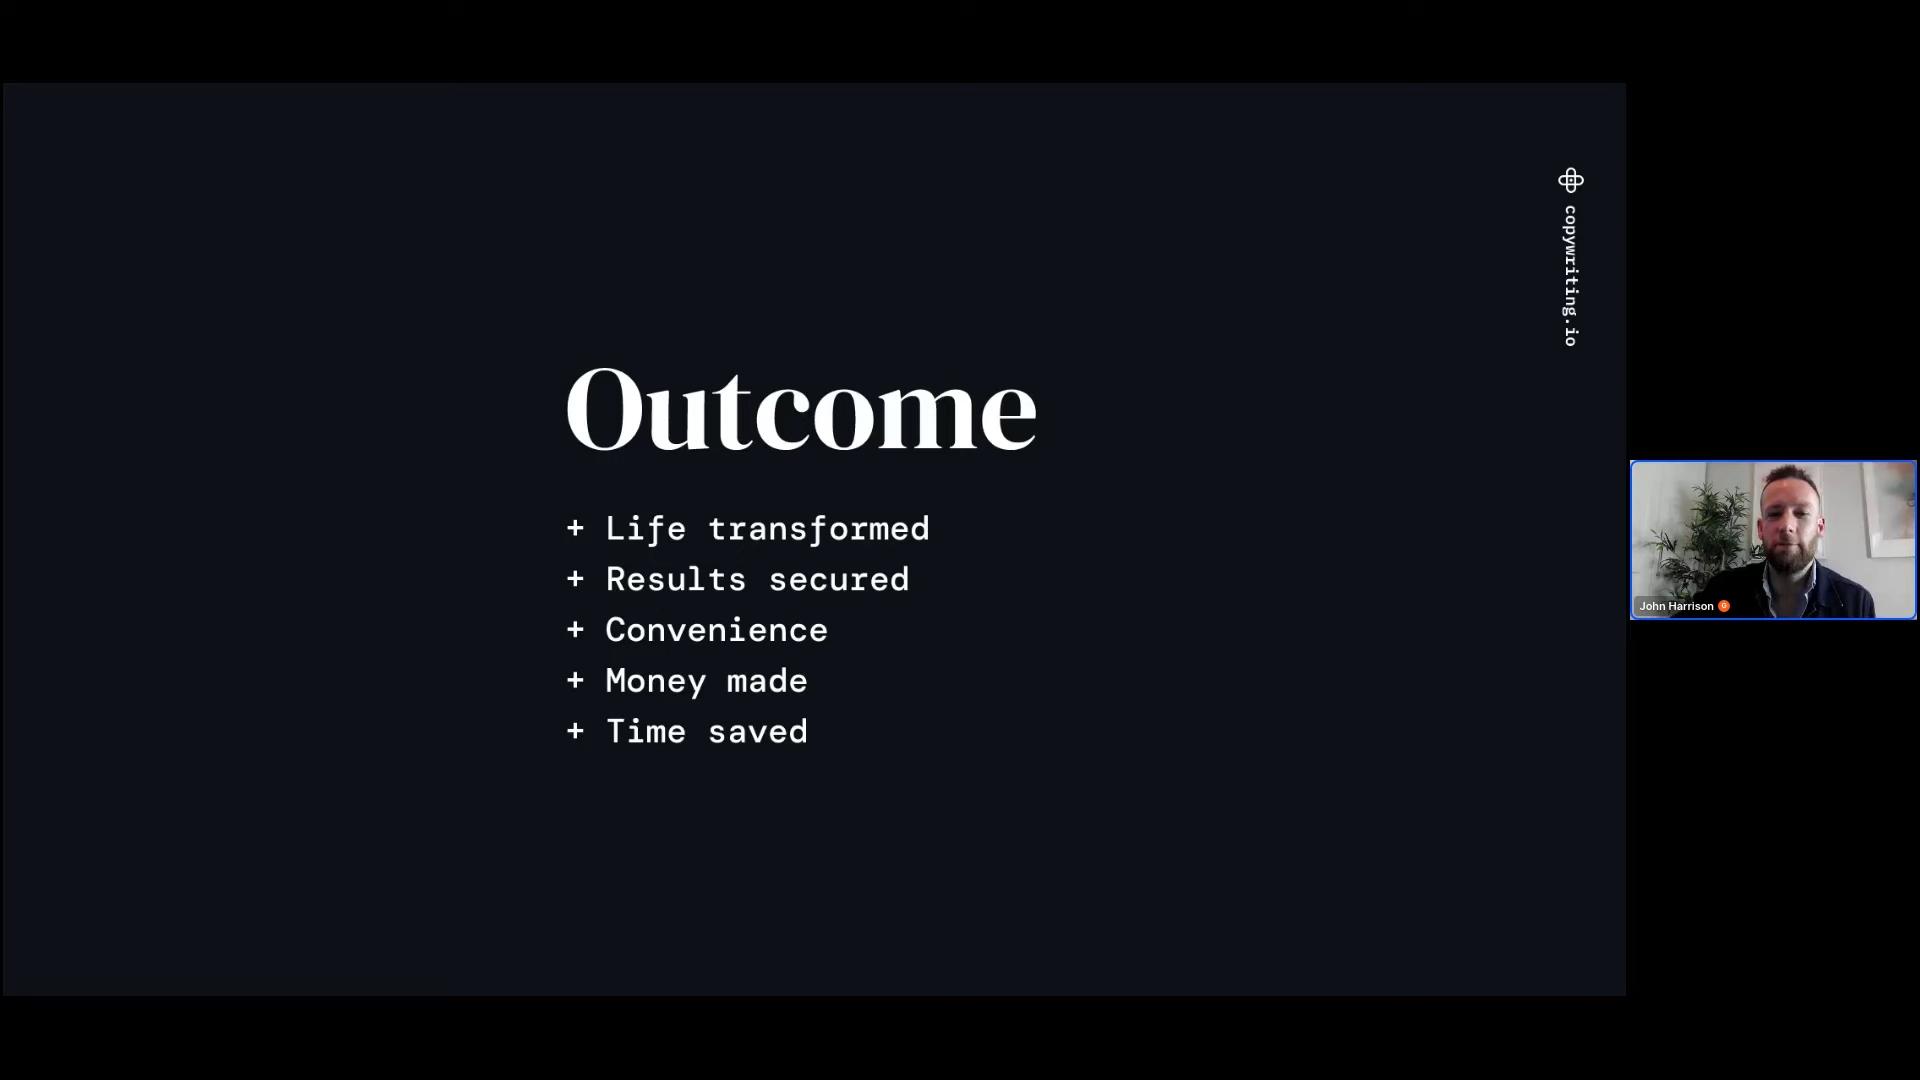 copywriting.io
Outcome
+ Life transformed
+ Results secured
+ Convenience
+ Money made
+ Time saved
John Harrison